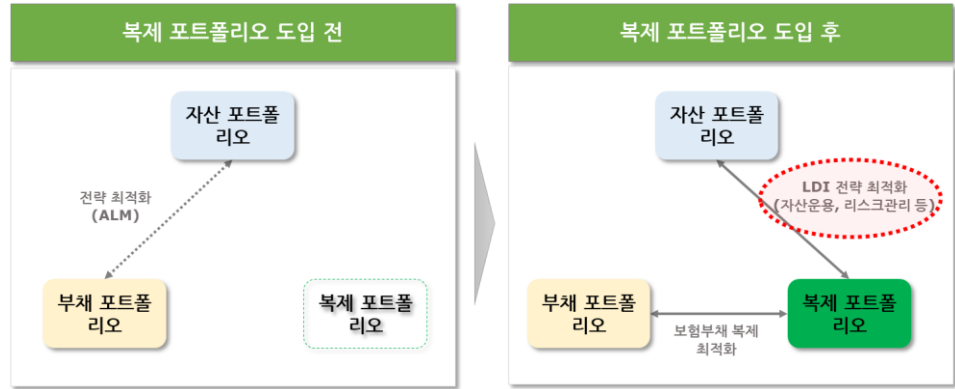 복제 포트폴리오 도입 전
자산 포트폴
리오
전략 최적화
(ALM)
부채 포트폴
리오
복제 포트폴
리오
복제 포트폴리오 도입 후
자산 포트폴
리오
LDI 전략 최적화
(자산운용, 리스크관리 등)
부채 포트폴
리오
보험부채 복제
최적화
복제 포트폴
리오